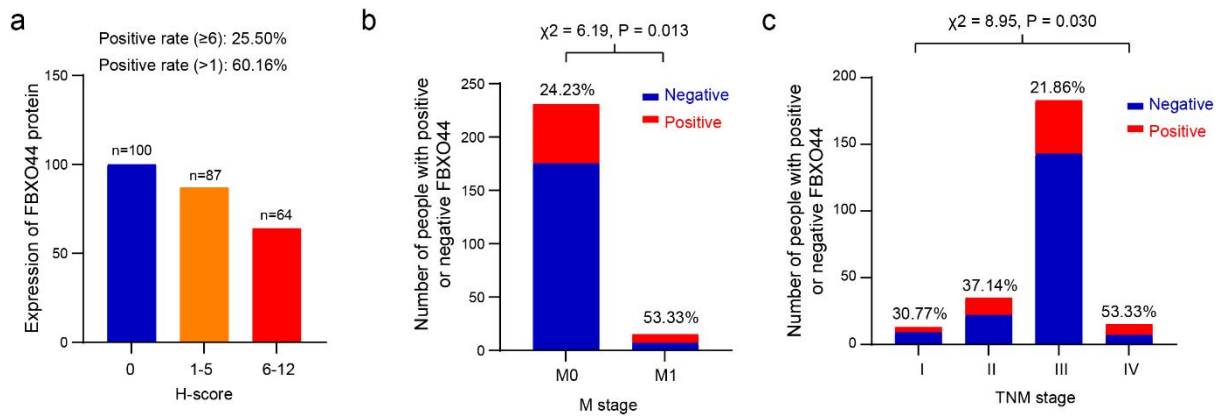 a
Positive rate (≥6): 25.50%
Positive rate (>1): 60.16%
Expression of FBXO44 protein
150
100
50
0
n=100
n=87
n=64
0
1-5
6-12
H-score
b
χ2 = 6.19, P = 0.013
Number of people with positive
or negative FBXO44
250
200
150
250
100
50
0
24.23%
53.33%
Negative
Positive
M0
M1
M stage
c
χ2 = 8.95, P = 0.030
Number of people with positive
or negative FBXO44
200
150
100
50
0
30.77%
37.14%
21.86%
53.33%
Negative
Positive
I
II
III
IV
TNM stage